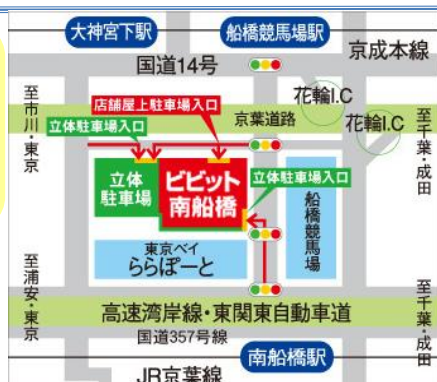 大神宮下駅
船橋競馬場駅
京成本線
国道14号
花輪I.C
至市川・東京
店舗屋上駐車場入口
京葉道路
花輪I.C
至千葉・成田
立体駐車場入口
立体
駐車場
ビビット
南船橋
立体駐車場入口
船橋競馬場
東京ベイ
ららぽーと
至浦安・東京
高速湾岸線・東関東自動車道
至千葉・成田
国道357号線
南船橋駅
JR京葉線